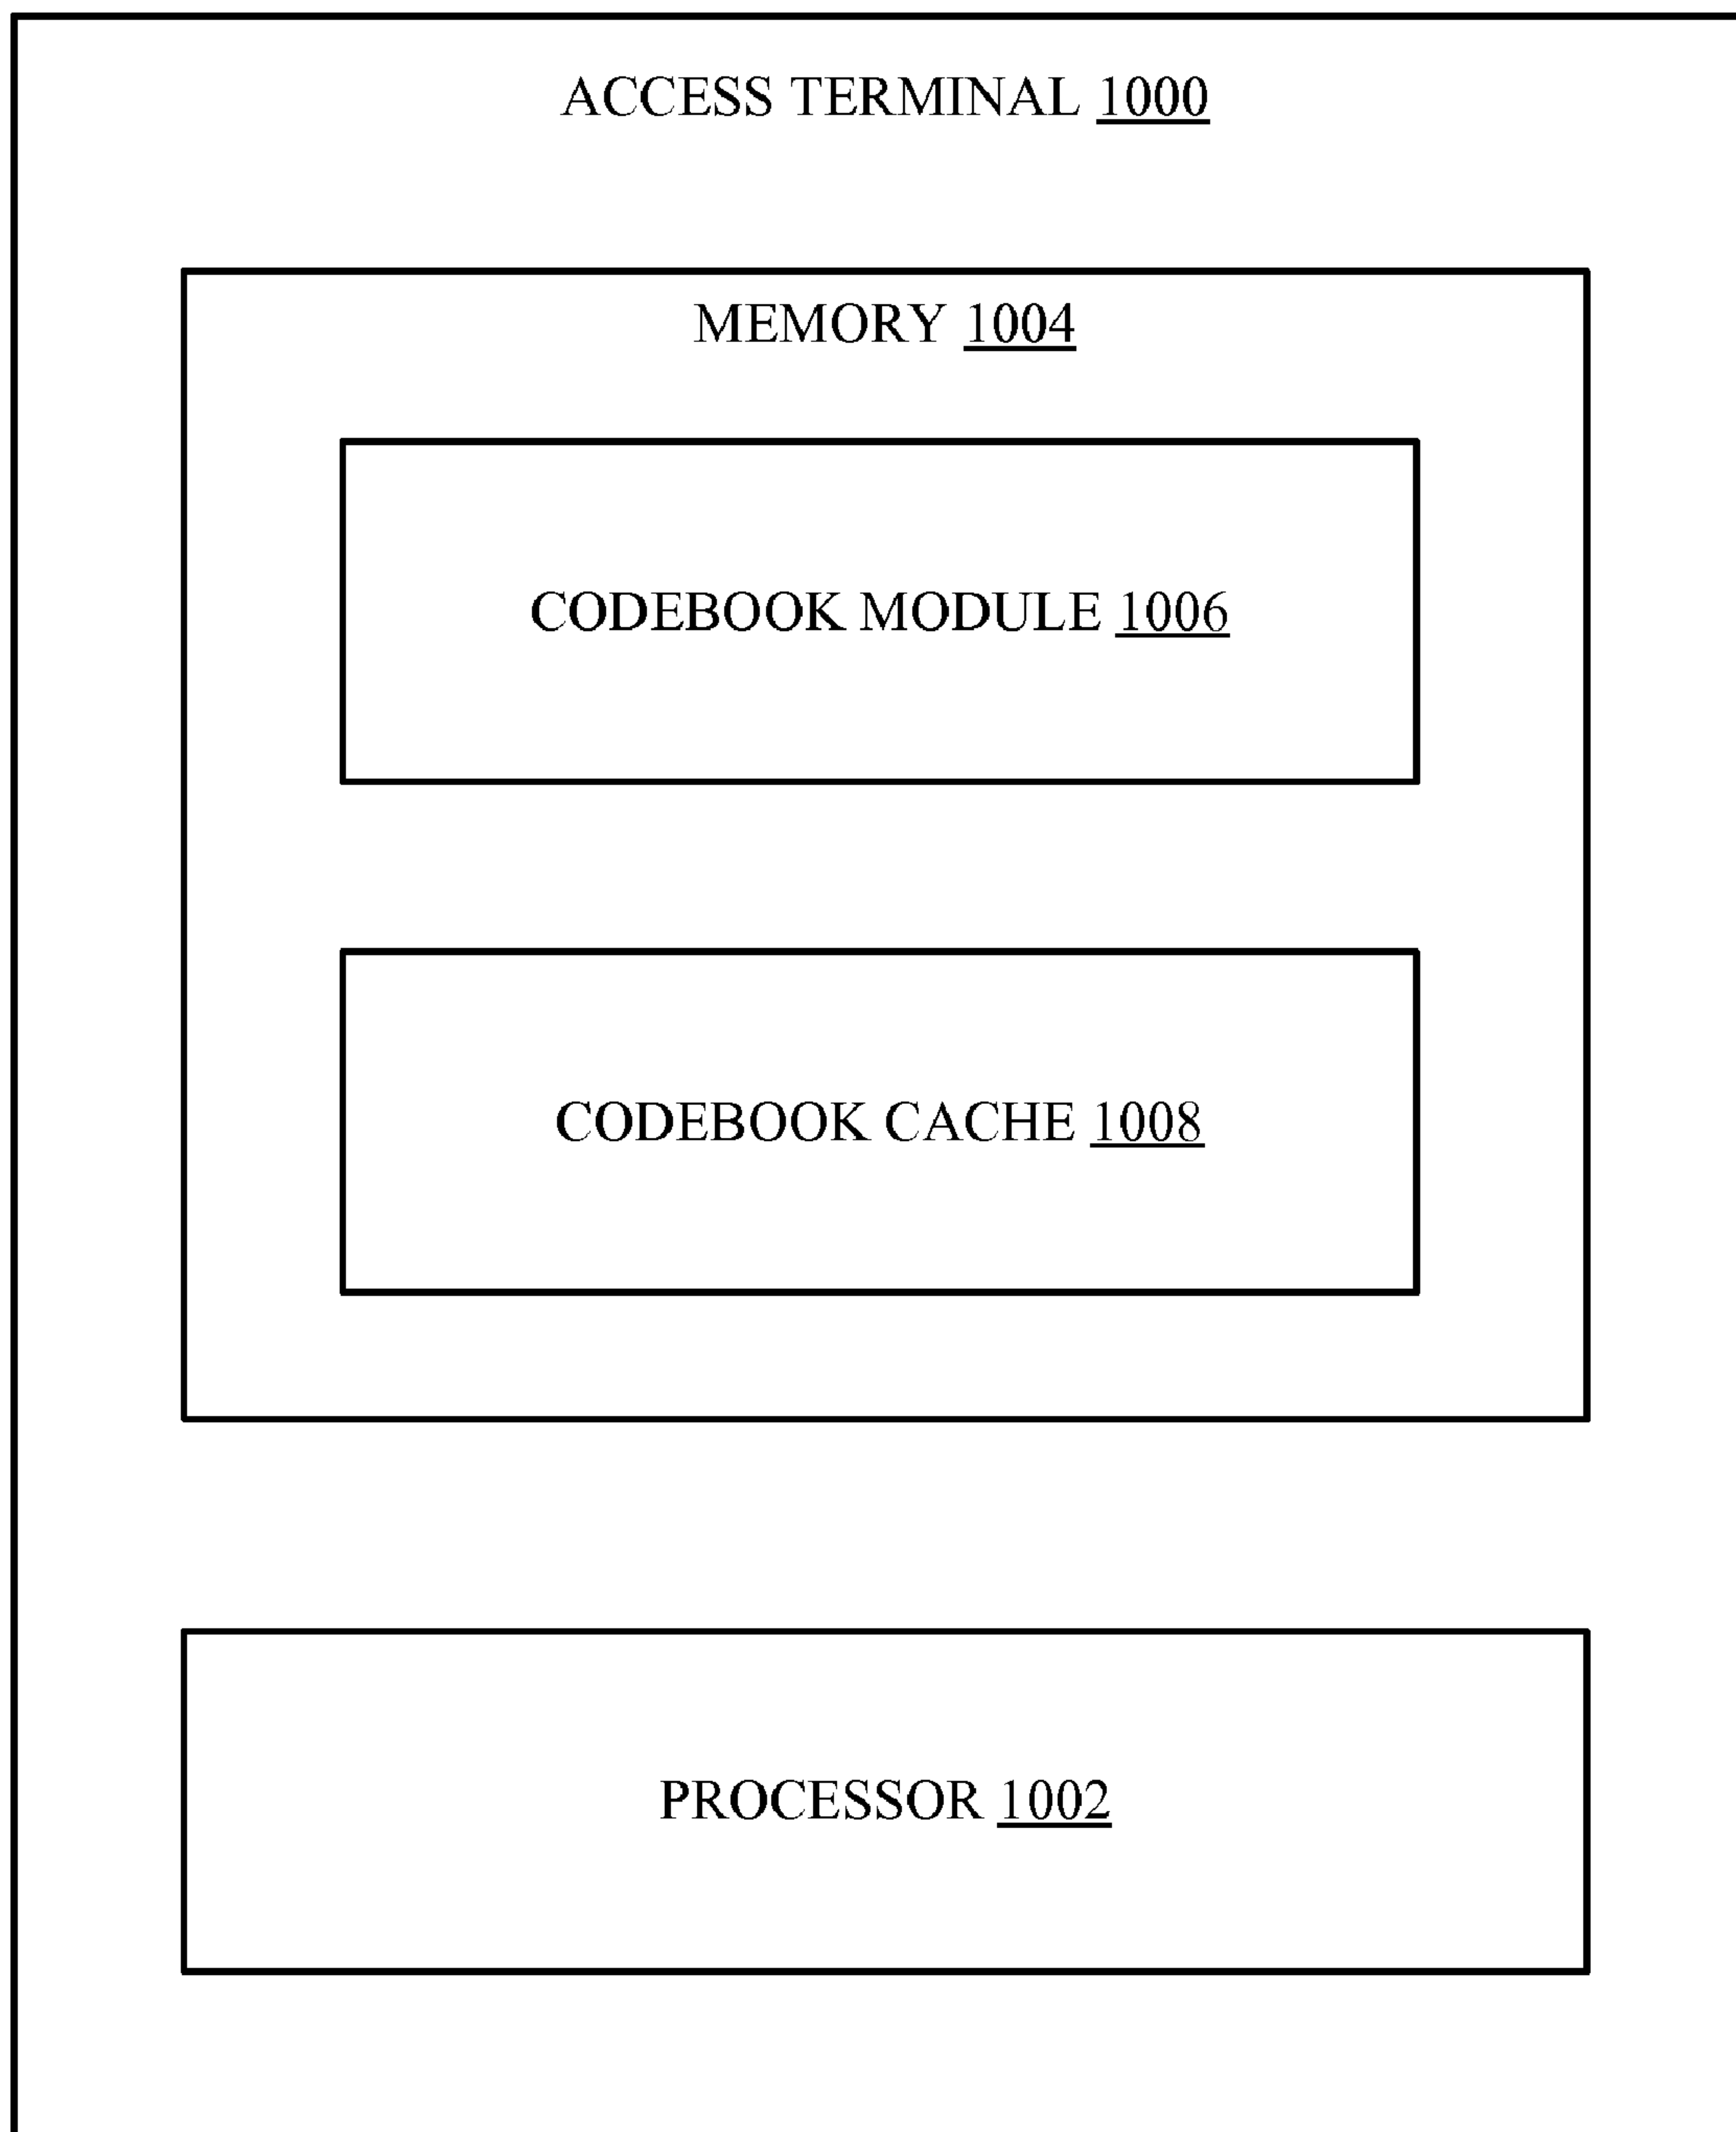 ACCESS TERMINAL 1000
MEMORY 1004
CODEBOOK MODULE 1006
CODEBOOK CACHE 1008
PROCESSOR 1002